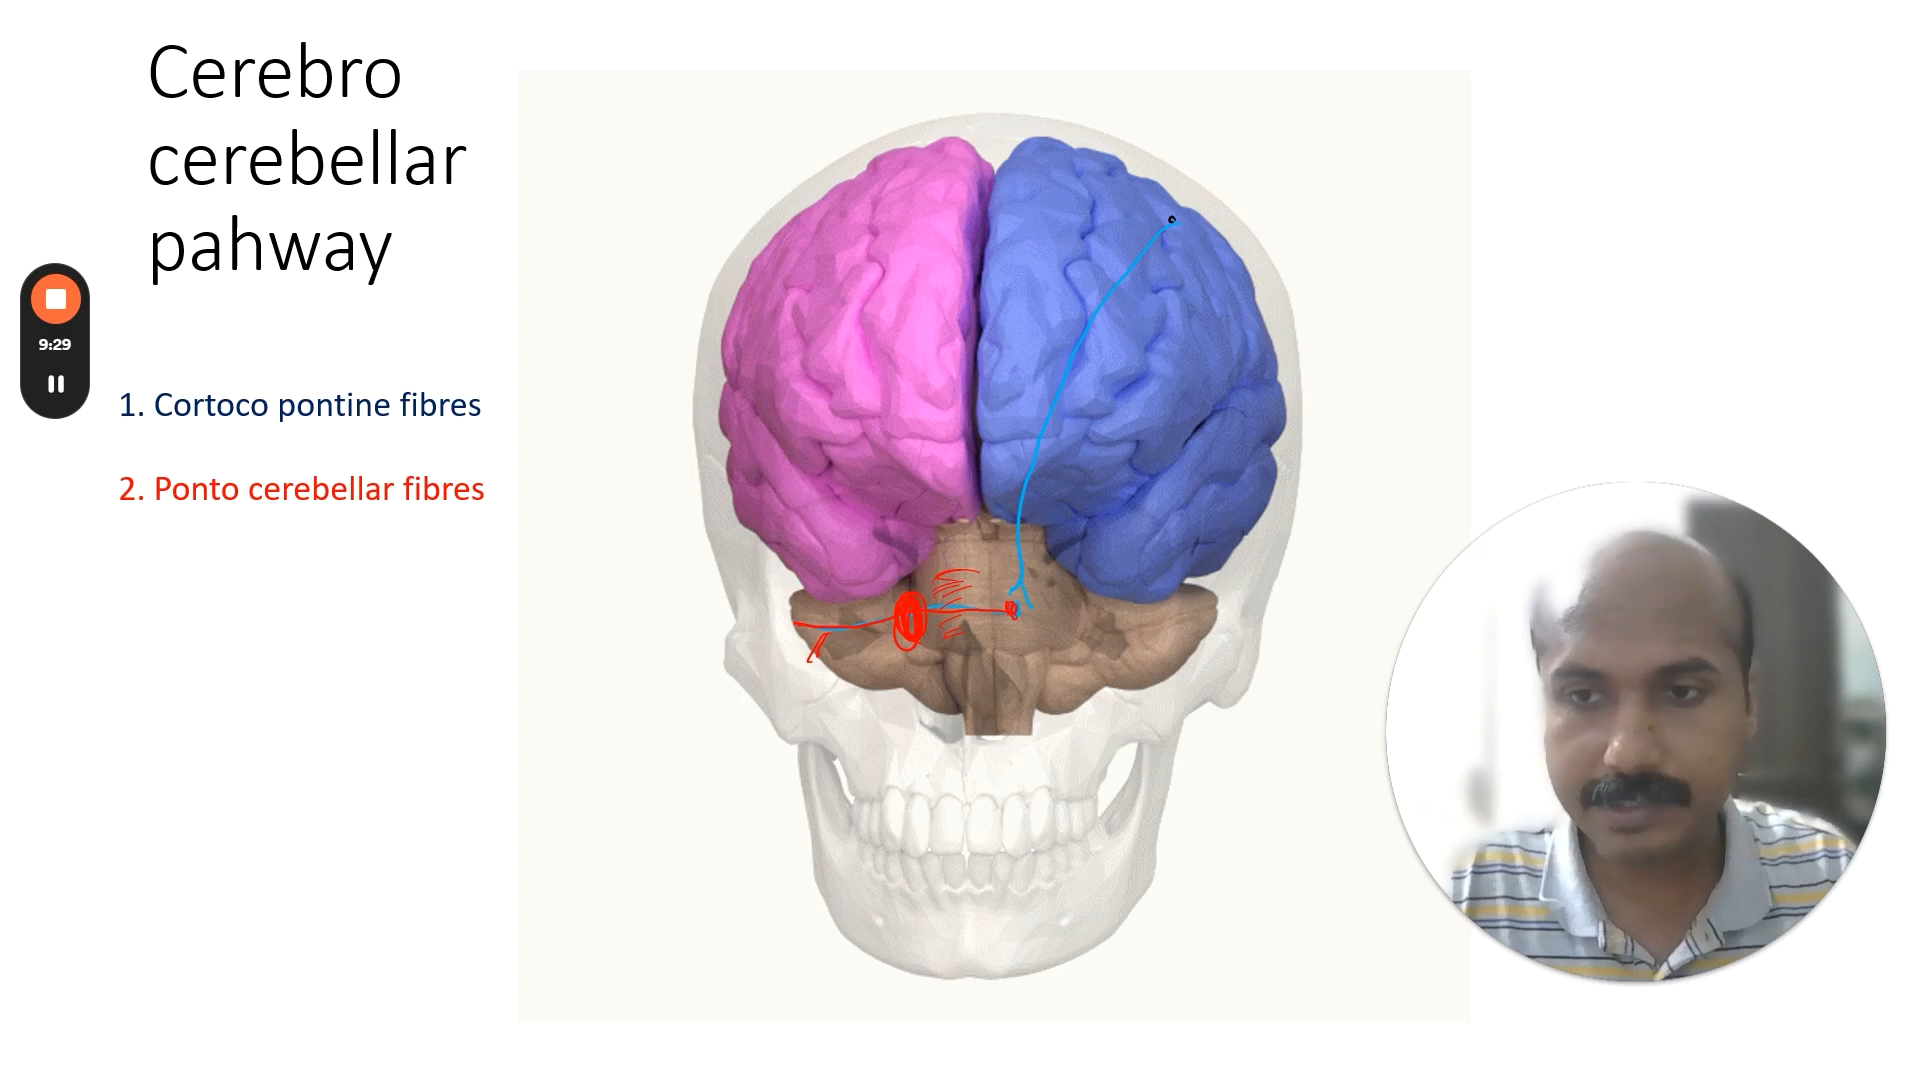 Cerebro
cerebellar
pahway
9:29
1. Cortoco pontine fibres
2. Ponto cerebellar fibres